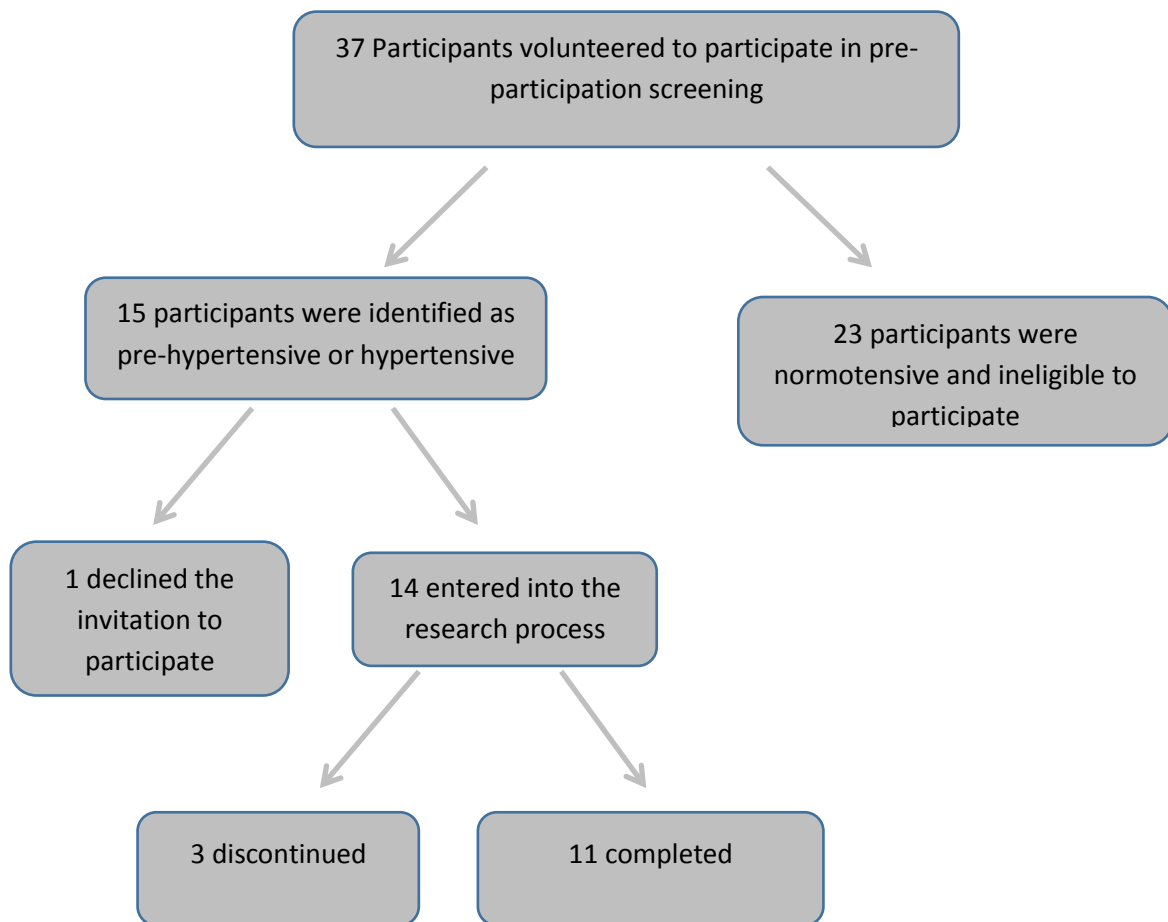 37 Participants volunteered to participate in pre-
participation screening
15 participants were identified as
pre-hypertensive or hypertensive
23 participants were
normotensive and ineligible to
participate
1 declined the
invitation to
participate
14 entered into the
research process
3 discontinued
11 completed